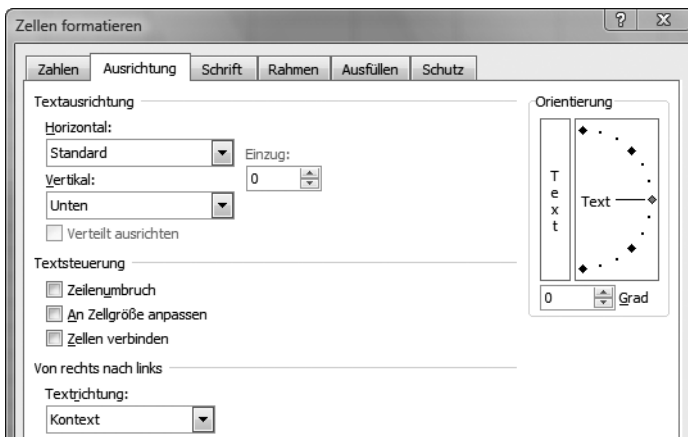 Zellen formatieren
Zahlen Ausrichtung Schrift Rahmen Ausfüllen Schutz
Textausrichtung
Horizontal:
Standard
Einzug:
0
Vertikal:
Unten
Verteilt ausrichten
Textsteuerung
Zeilenumbruch
An Zellgröße anpassen
Zellen verbinden
Von rechts nach links
Textrichtung:
Kontext
Orientierung
Text
Text
0 Grad